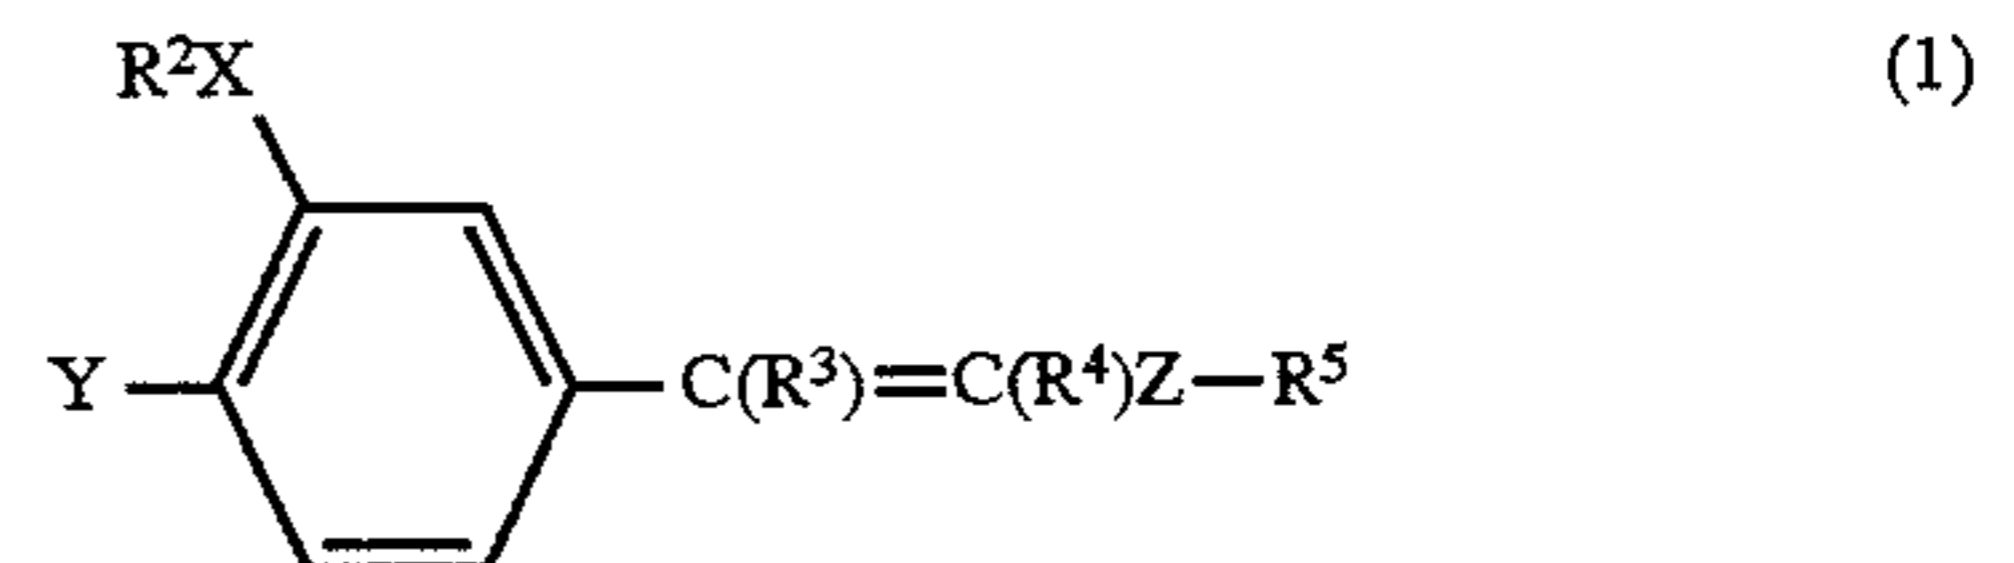 R²X (1)
Y C(R³)=C(R⁴)Z—R⁵